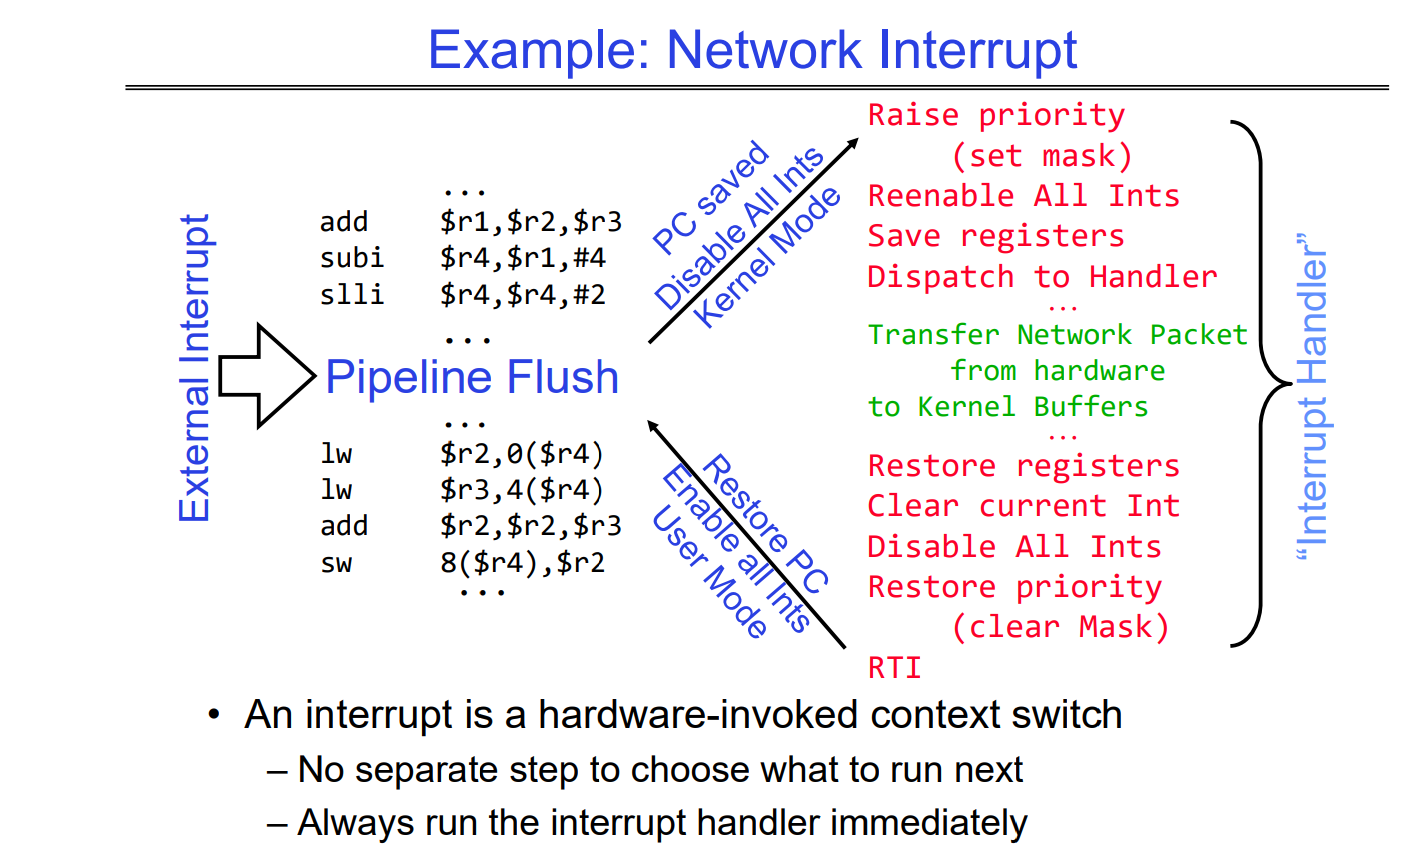 Example: Network Interrupt
External Interrupt
...
add $r1,$r2,$r3
subi $r4,$r1,#4
slli $r4,$r4,#2
...
Pipeline Flush
...
lw $r2,0($r4)
lw $r3,4($r4)
add $r2,$r2,$r3
sw 8($r4),$r2
...
PC saved
Disable All Ints
Kernel Mode
Raise priority
(set mask)
Reenable All Ints
Save registers
Dispatch to Handler
...
Transfer Network Packet
from hardware
to Kernel Buffers
...
Restore registers
Clear current Int
Disable All Ints
Restore priority
(clear Mask)
RTI
Restore PC
Enable all Ints
User Mode
“Interrupt Handler”
• An interrupt is a hardware-invoked context switch
– No separate step to choose what to run next
– Always run the interrupt handler immediately